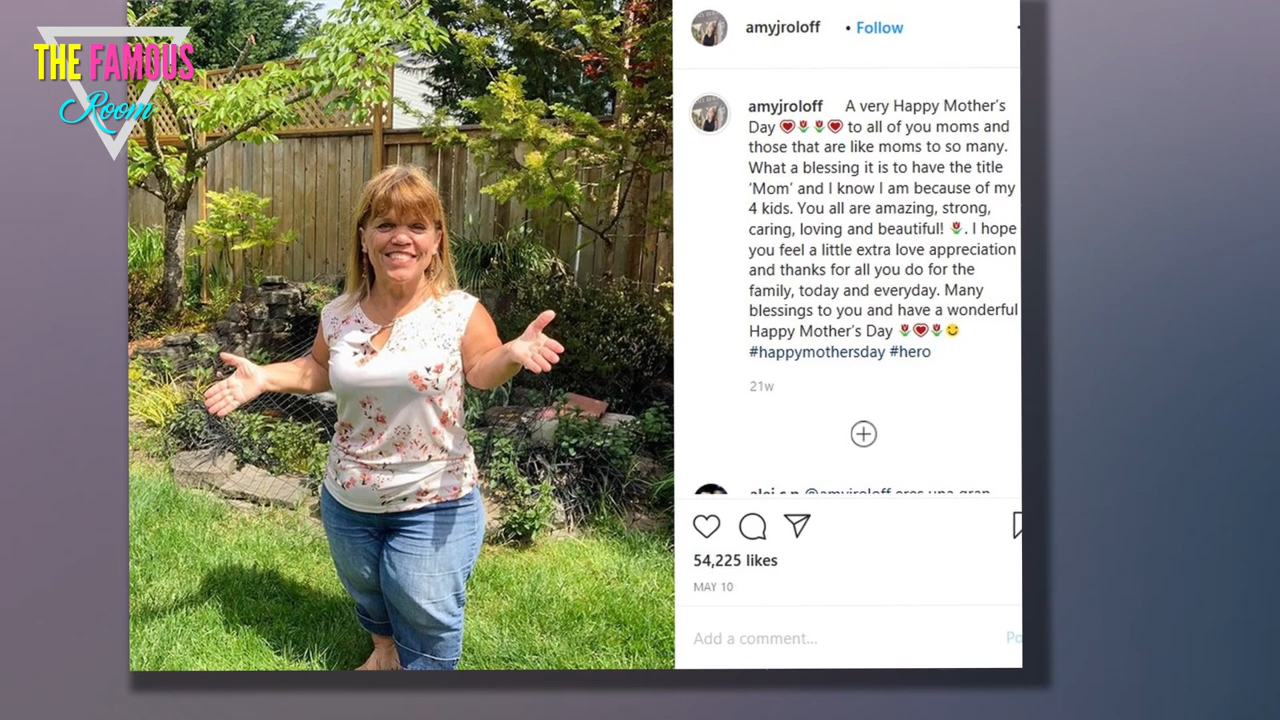 THE FAMOUS
Room
amyjroloff • Follow
amyjroloff A very Happy Mother's
Day ❤️🌷🌷❤️ to all of you moms and
those that are like moms to so many.
What a blessing it is to have the title
'Mom' and I know I am because of my
4 kids. You all are amazing, strong,
caring, loving and beautiful! 🌷. I hope
you feel a little extra love appreciation
and thanks for all you do for the
family, today and everyday. Many
blessings to you and have a wonderful
Happy Mother's Day 🌷❤️🌷😊
#happymothersday #hero
21w
@amyjroloff eres una gran
54,225 likes
MAY 10
Add a comment...